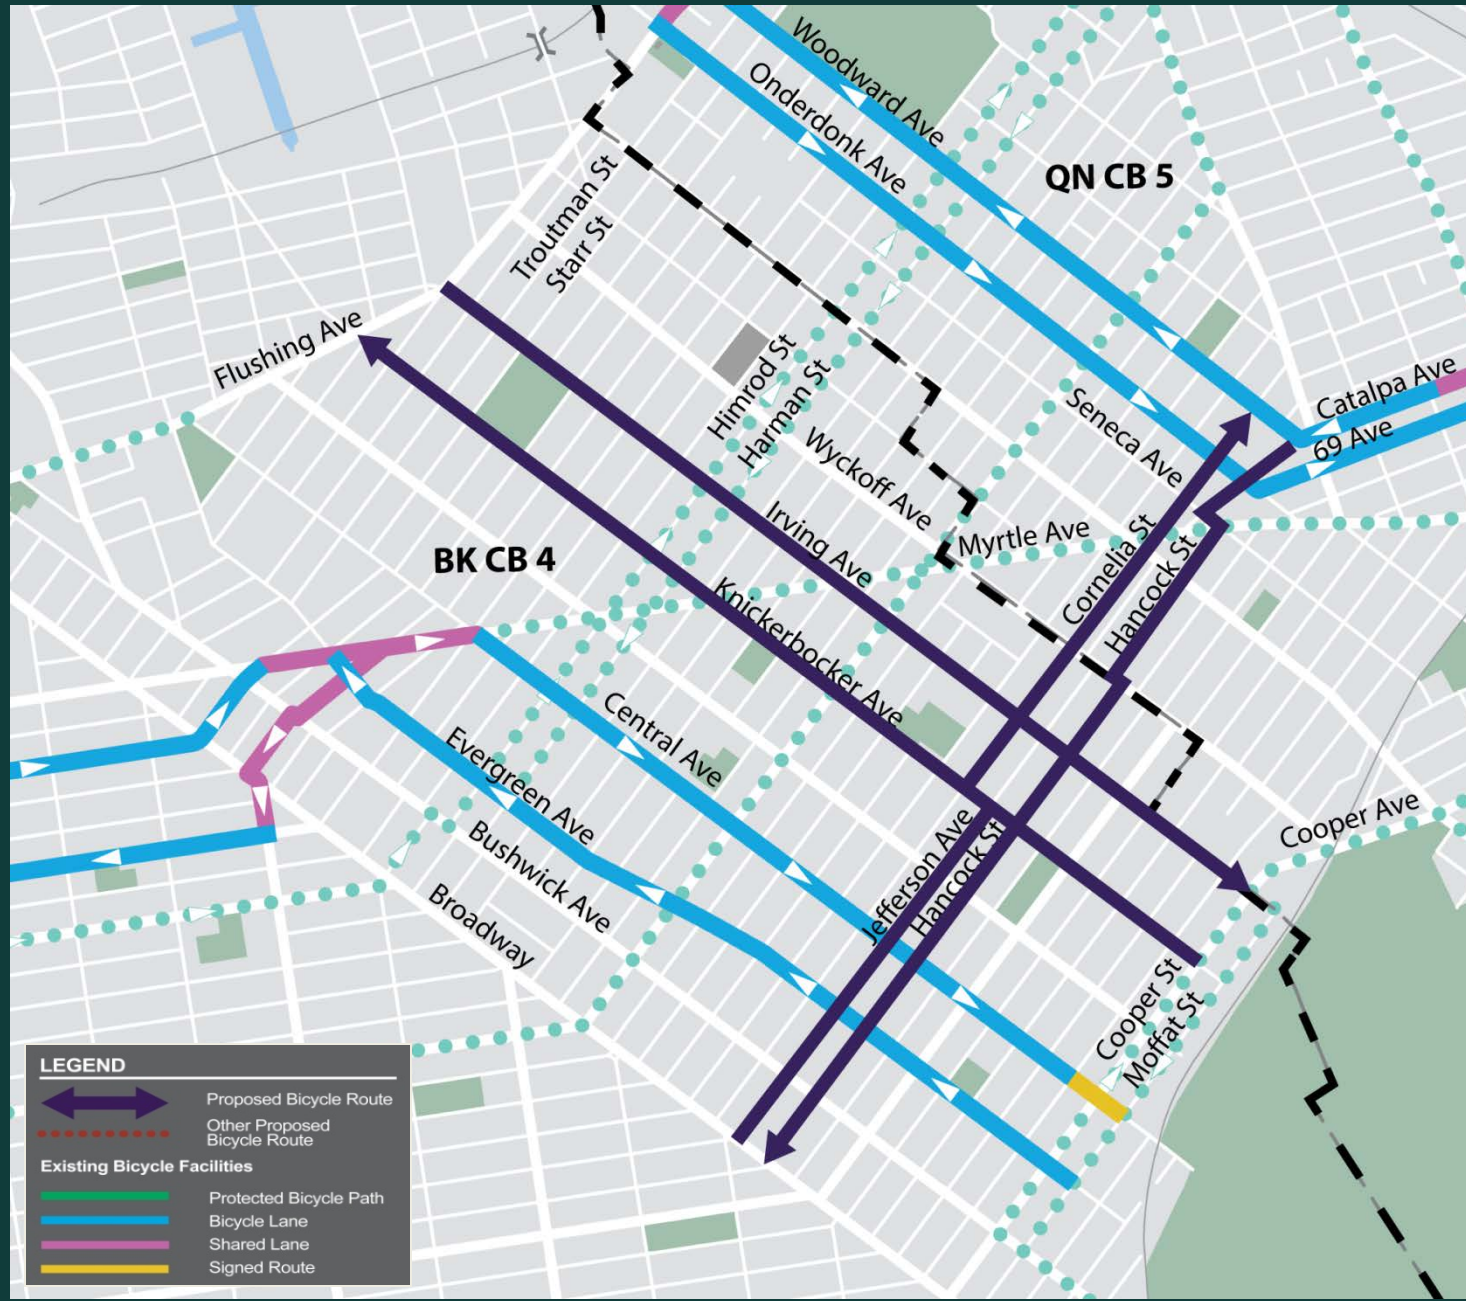 Woodward Ave
Onderdonk Ave
QN CB 5
Troutman St
Starr St
Flushing Ave
Himrod St
Harman St
Catalpa Ave
69 Ave
Seneca Ave
Wyckoff Ave
Irving Ave
Myrtle Ave
BK CB 4
Cornelia St
Hancock St
Knickerbocker Ave
Central Ave
Evergreen Ave
Bushwick Ave
Broadway
Jefferson Ave
Hancock St
Cooper Ave
Cooper St
Moffat St
LEGEND
Proposed Bicycle Route
Other Proposed
Bicycle Route
Existing Bicycle Facilities
Protected Bicycle Path
Bicycle Lane
Shared Lane
Signed Route